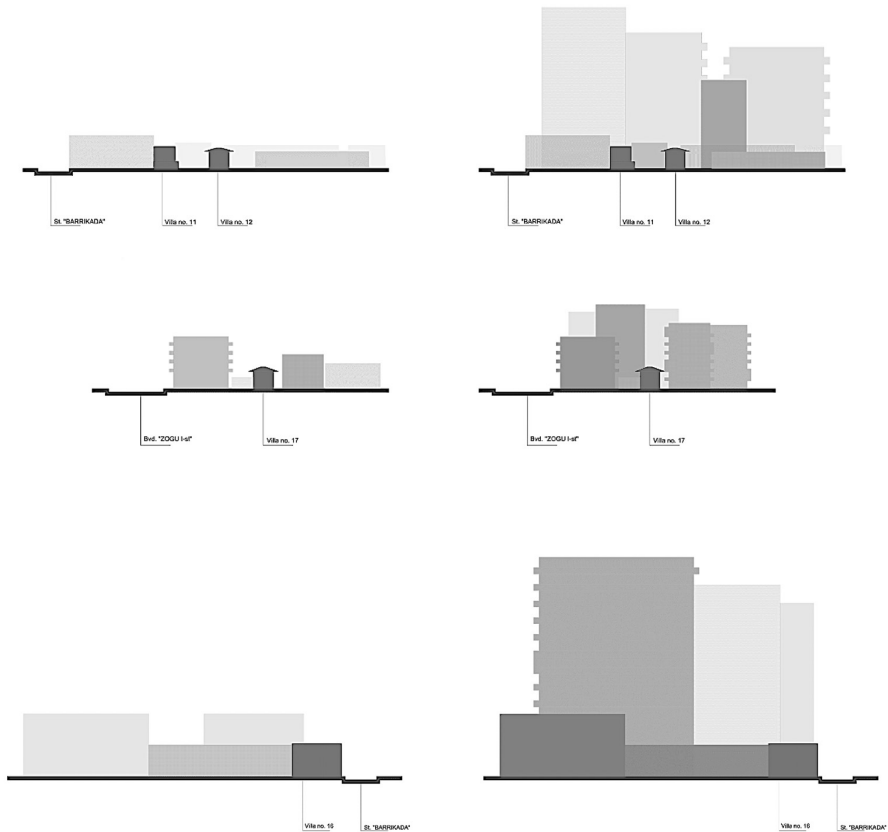 St. "BARRIKADA"
Villa no. 11
Villa no. 12
St. "BARRIKADA"
Villa no. 11
Villa no. 12
Bvd. "ZOGU I-st"
Villa no. 17
Bvd. "ZOGU I-st"
Villa no. 17
Villa no. 16
St. "BARRIKADA"
Villa no. 16
St. "BARRIKADA"